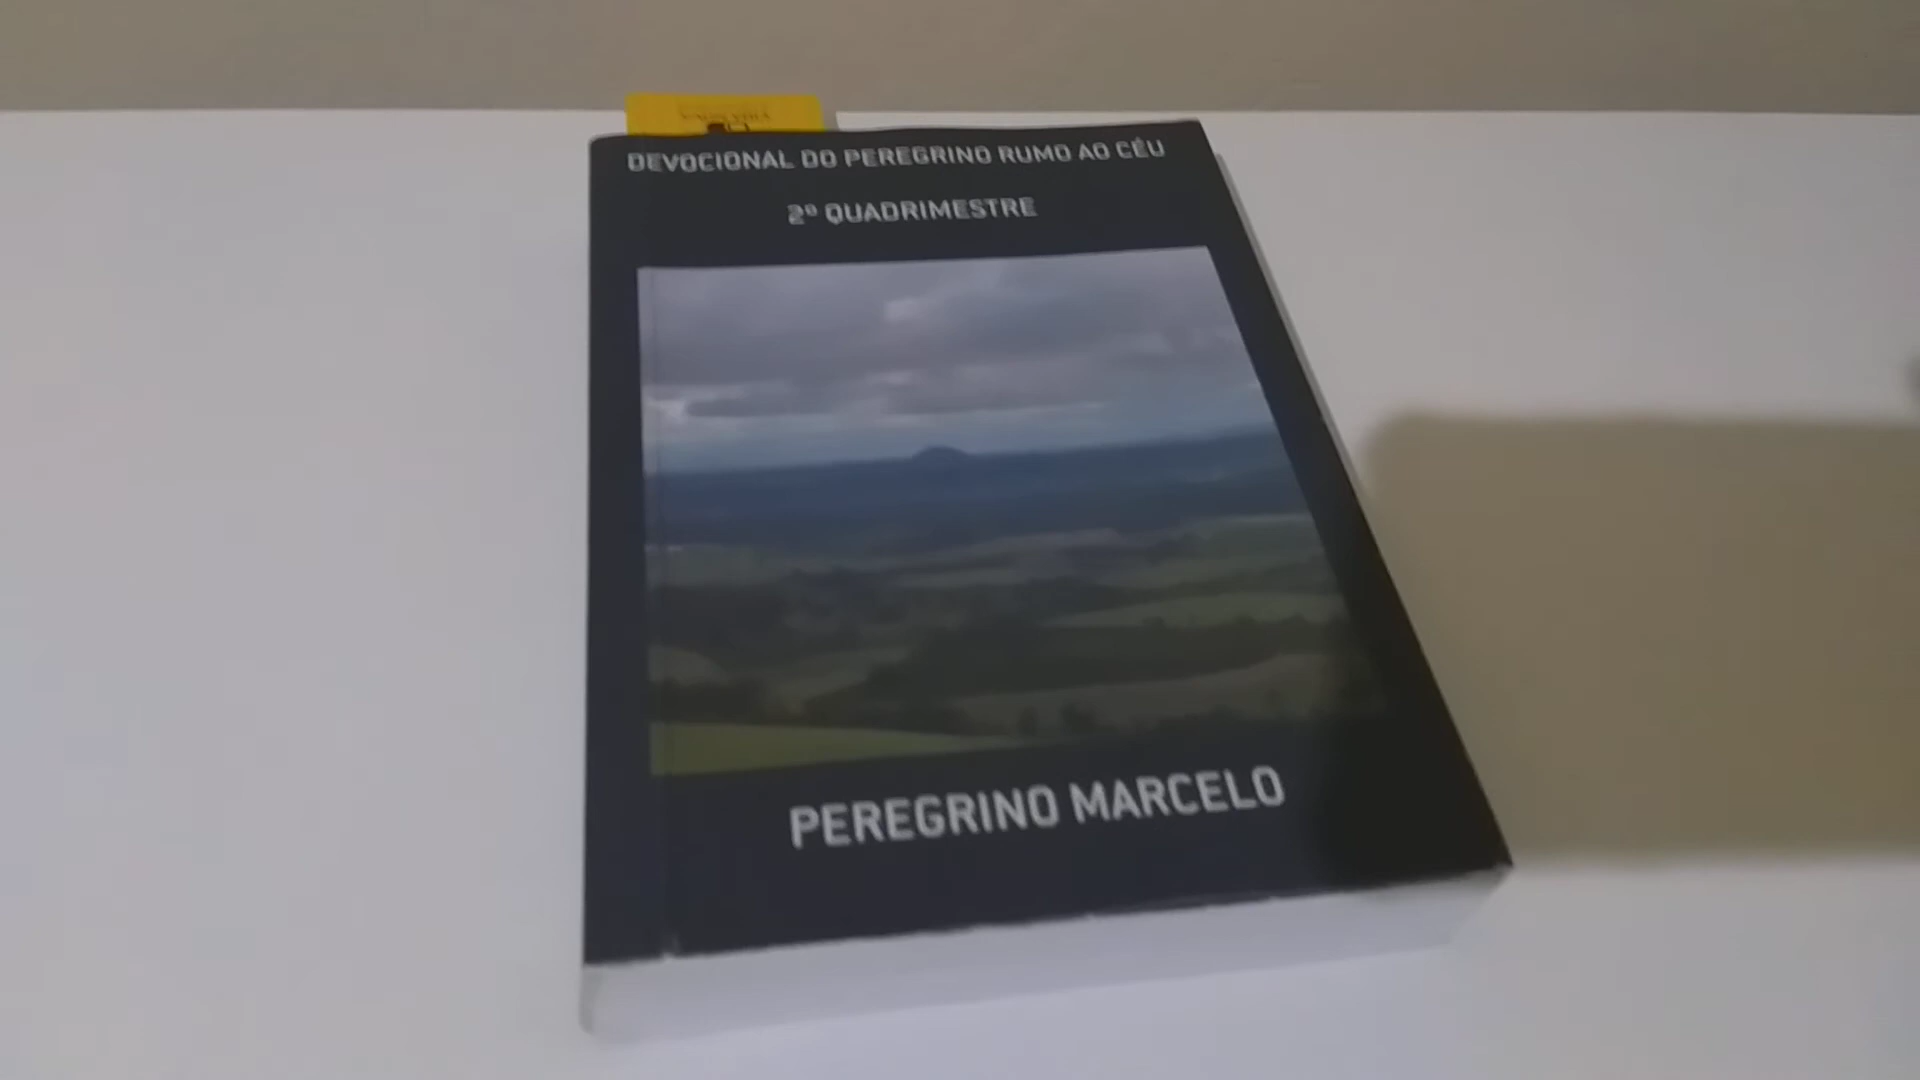 DEVOCIONAL DO PEREGRINO RUMO AO CÉU
2º QUADRIMESTRE
PEREGRINO MARCELO